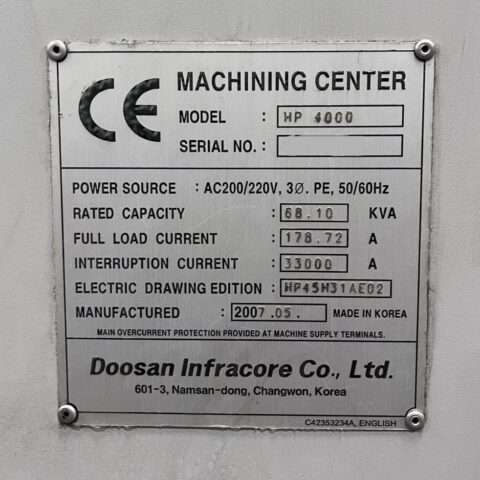 CE
MACHINING CENTER
MODEL : HP 4000
SERIAL NO. :
POWER SOURCE : AC200/220V, 3Ø. PE, 50/60Hz
RATED CAPACITY : 68.10 KVA
FULL LOAD CURRENT : 178.72 A
INTERRUPTION CURRENT : 33000 A
ELECTRIC DRAWING EDITION : HP45H31AE02
MANUFACTURED : 2007.05. MADE IN KOREA
MAIN OVERCURRENT PROTECTION PROVIDED AT MACHINE SUPPLY TERMINALS.
Doosan Infracore Co., Ltd.
601-3, Namsan-dong, Changwon, Korea
C42353234A, ENGLISH